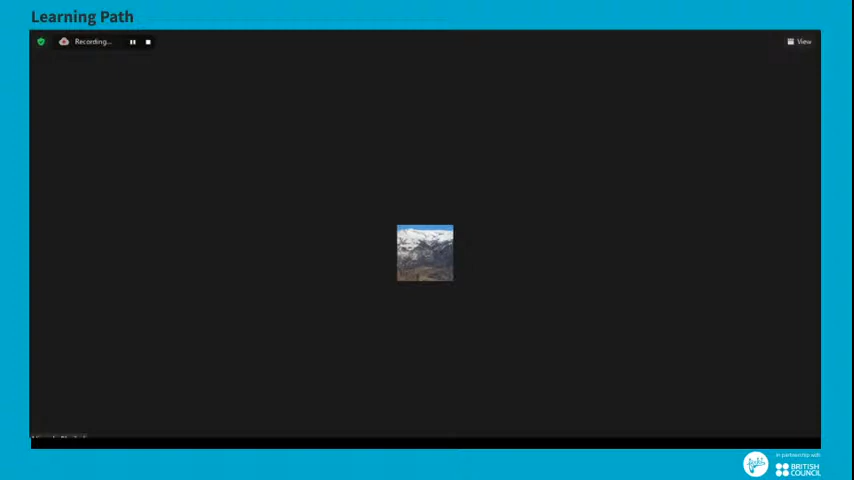 Learning Path
Recording...
View
In partnership with
BRITISH
COUNCIL